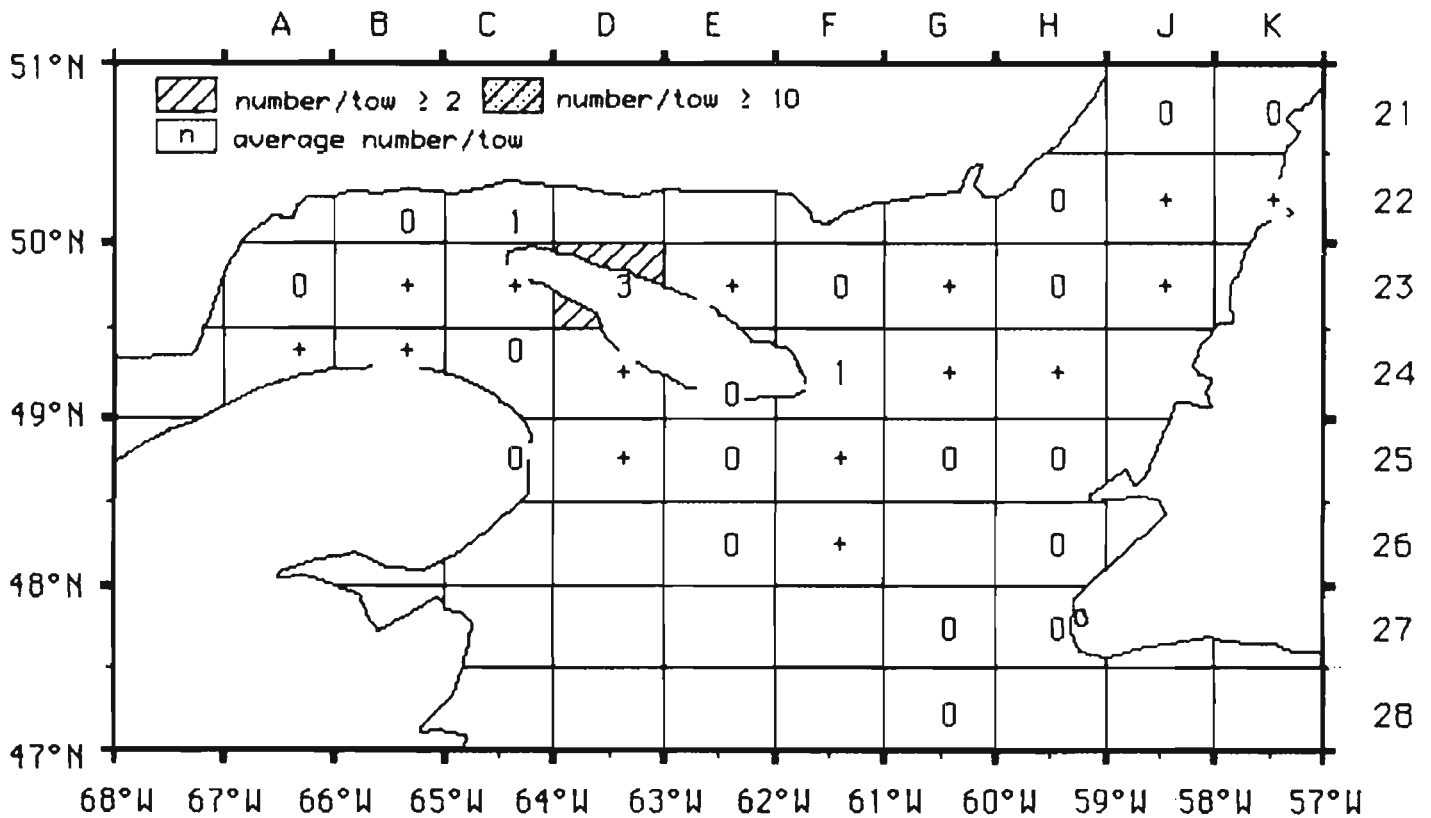 A B C D E F G H J K
51°N
number/tow ≥ 2 number/tow ≥ 10
n average number/tow
0 0 21
0 + + 22
0 1
50°N
0 + + 3 + 0 + 0 + 23
+ + 0
+ 0 1 + + 24
49°N
0 + 0 + 0 0 25
0 + 0 26
48°N
0 0 27
0 28
47°N
68°W 67°W 66°W 65°W 64°W 63°W 62°W 61°W 60°W 59°W 58°W 57°W